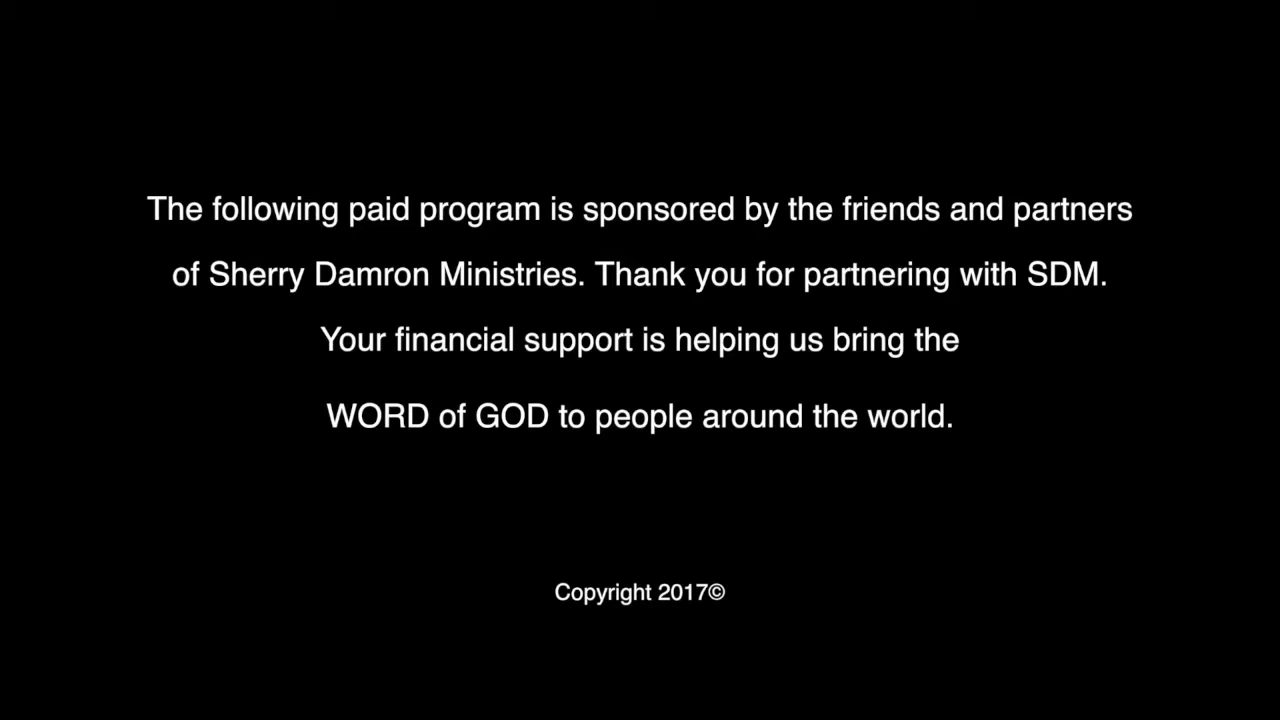 The following paid program is sponsored by the friends and partners
of Sherry Damron Ministries. Thank you for partnering with SDM.
Your financial support is helping us bring the
WORD of GOD to people around the world.
Copyright 2017©